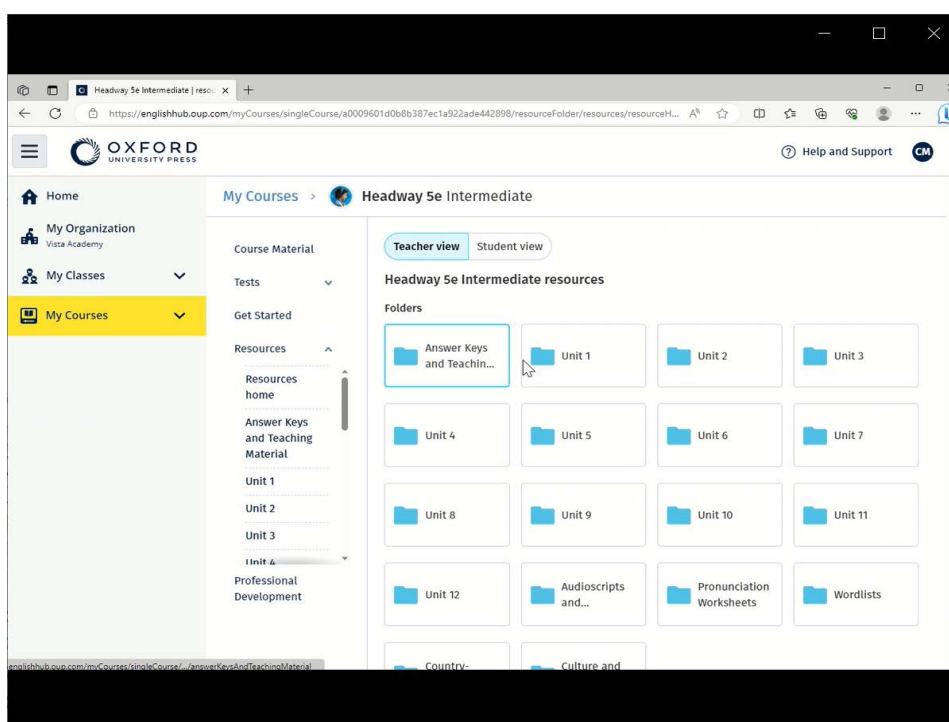 Headway 5e Intermediate | resou
https://englishhub.oup.com/myCourses/singleCourse/a0009601d0b8b387ec1a922ade442898/resourceFolder/resources/resourceH...
OXFORD
UNIVERSITY PRESS
Help and Support
CM
Home
My Organization
Vista Academy
My Classes
My Courses
My Courses > Headway 5e Intermediate
Course Material
Tests
Get Started
Resources
Resources
home
Answer Keys
and Teaching
Material
Unit 1
Unit 2
Unit 3
Unit 4
Professional
Development
Teacher view
Student view
Headway 5e Intermediate resources
Folders
Answer Keys
and Teachin...
Unit 1
Unit 2
Unit 3
Unit 4
Unit 5
Unit 6
Unit 7
Unit 8
Unit 9
Unit 10
Unit 11
Unit 12
Audioscripts
and...
Pronunciation
Worksheets
Wordlists
Country-
Culture and
englishhub.oup.com/myCourses/singleCourse/.../answerKeysAndTeachingMaterial